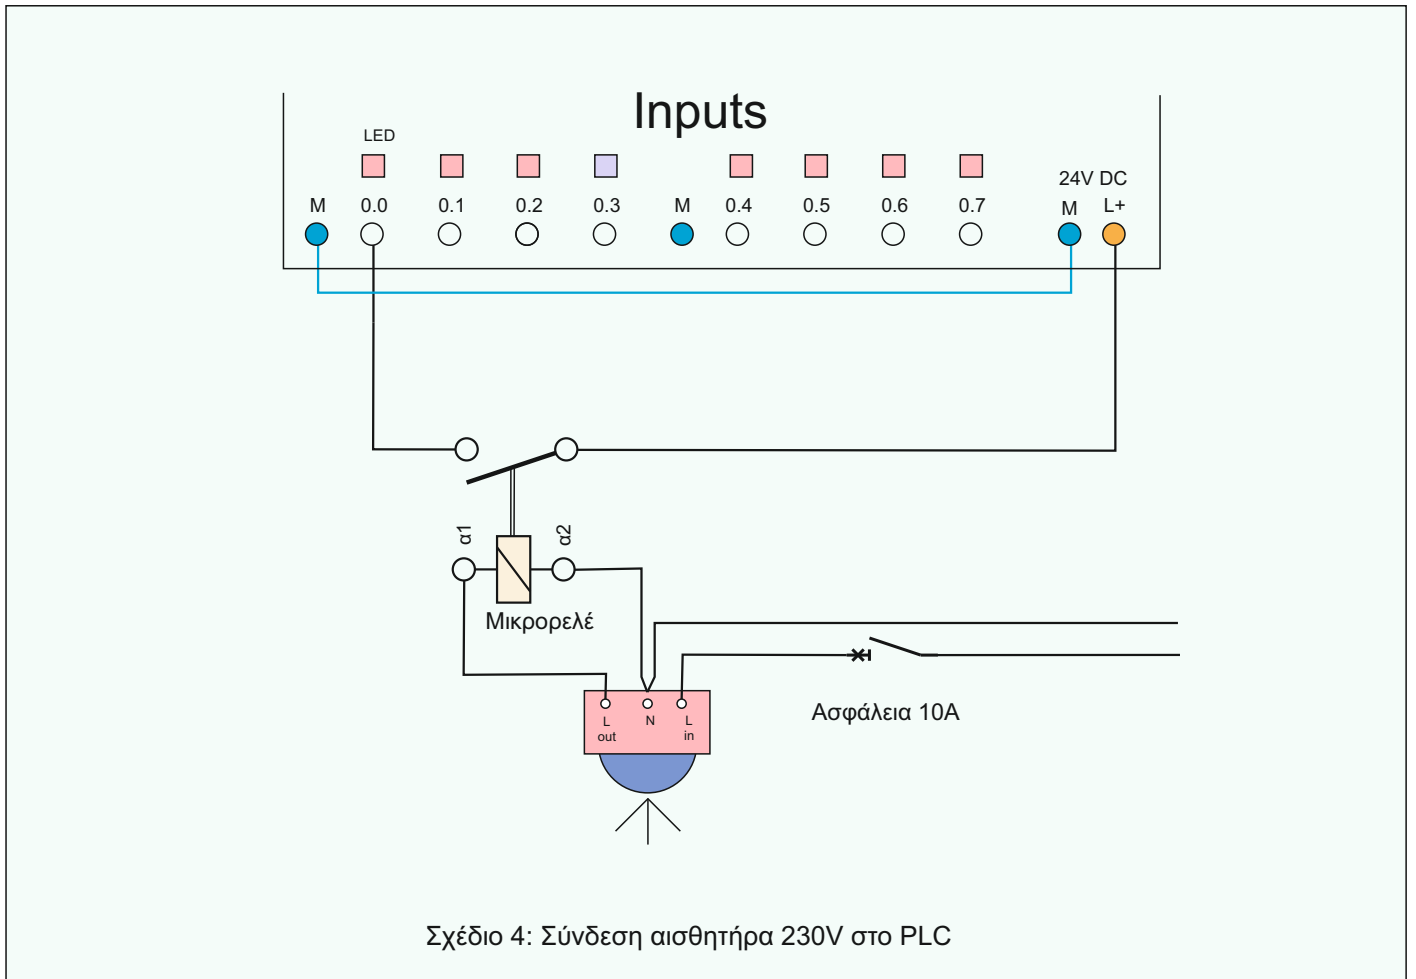 Inputs
LED
24V DC
M 0.0 0.1 0.2 0.3 M 0.4 0.5 0.6 0.7 M L+
α1 α2
Μικρορελέ
L out N L in
Ασφάλεια 10Α
Σχέδιο 4: Σύνδεση αισθητήρα 230V στο PLC